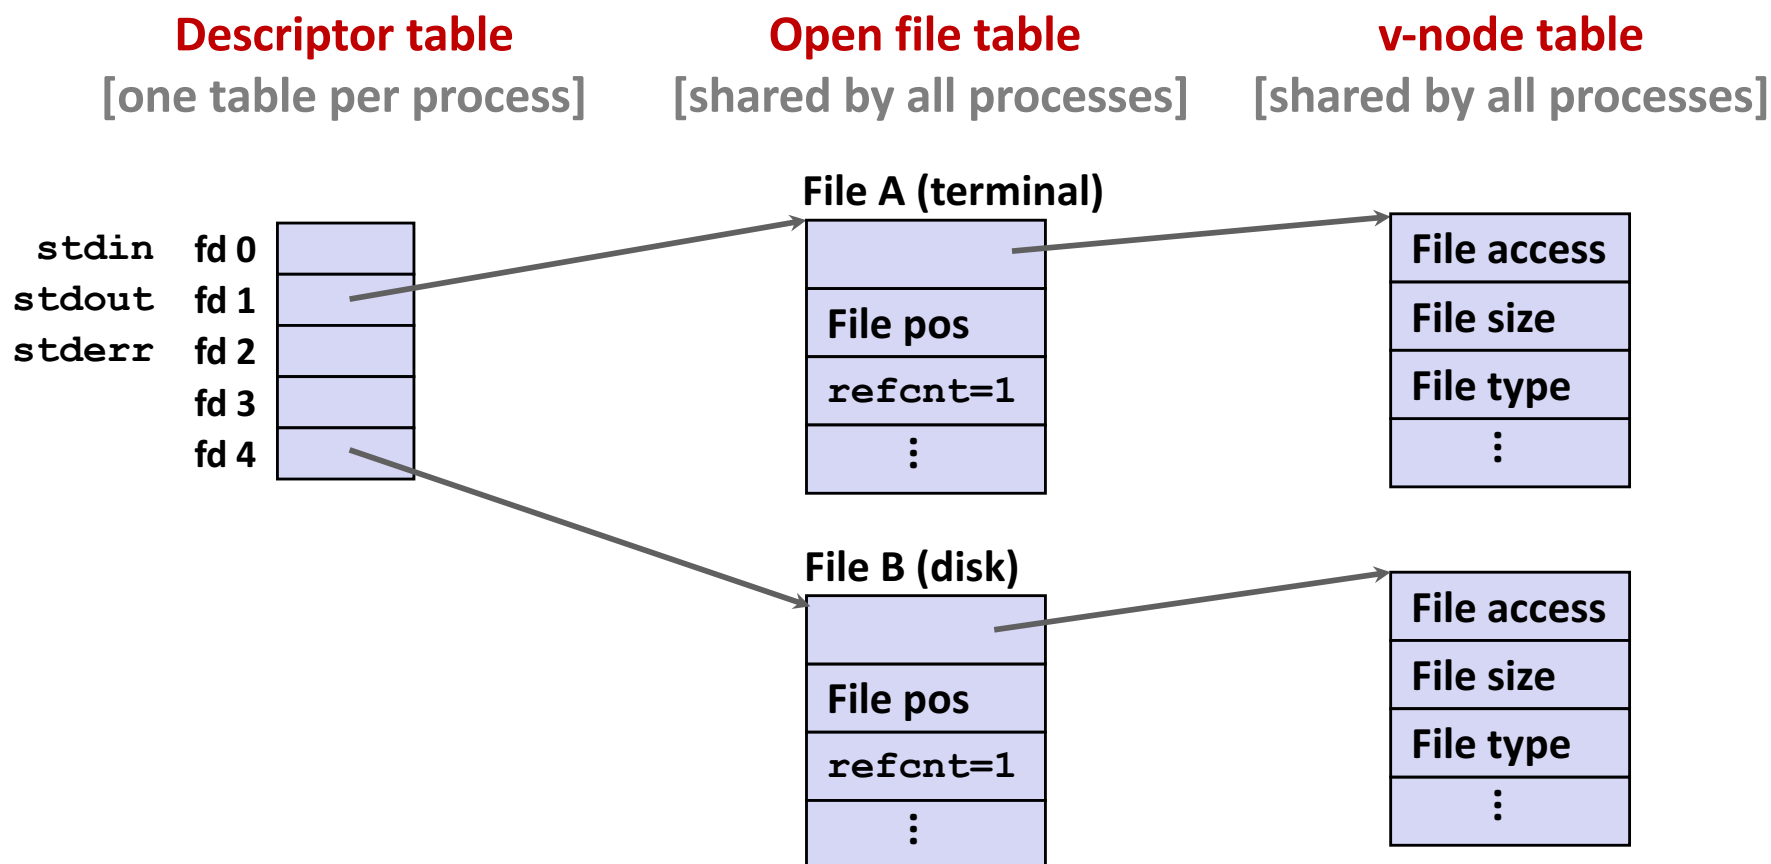 Descriptor table
[one table per process]
Open file table
[shared by all processes]
v-node table
[shared by all processes]
stdin fd 0
stdout fd 1
stderr fd 2
fd 3
fd 4
File A (terminal)
File pos
refcnt=1
...
File access
File size
File type
...
File B (disk)
File pos
refcnt=1
...
File access
File size
File type
...